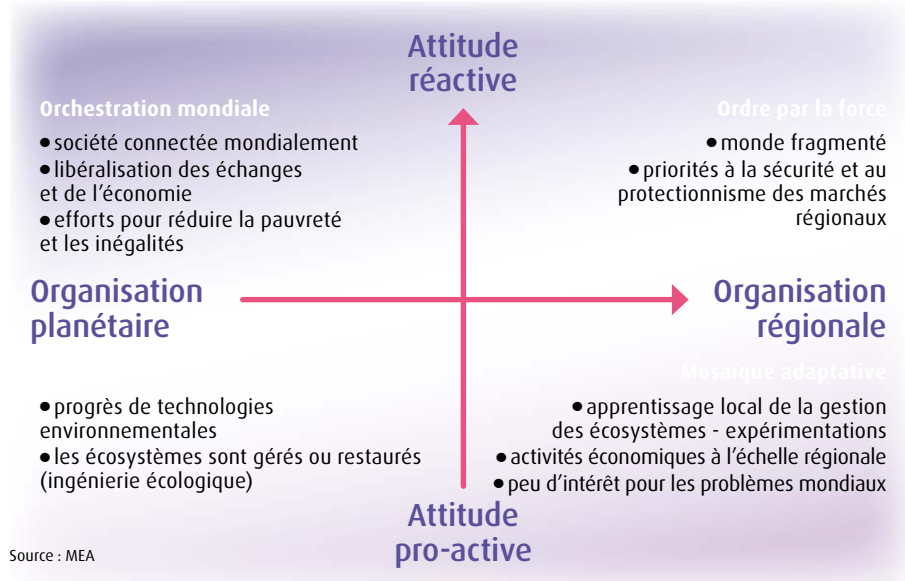 Attitude
réactive
Orchestration mondiale
● société connectée mondialement
● libéralisation des échanges
et de l'économie
● efforts pour réduire la pauvreté
et les inégalités
Ordre par la force
● monde fragmenté
● priorités à la sécurité et au
protectionnisme des marchés
régionaux
Organisation
planétaire
Organisation
régionale
● progrès de technologies
environnementales
● les écosystèmes sont gérés ou restaurés
(ingénierie écologique)
Mosaïque adaptative
● apprentissage local de la gestion
des écosystèmes - expérimentations
● activités économiques à l'échelle régionale
● peu d'intérêt pour les problèmes mondiaux
Attitude
pro-active
Source : MEA